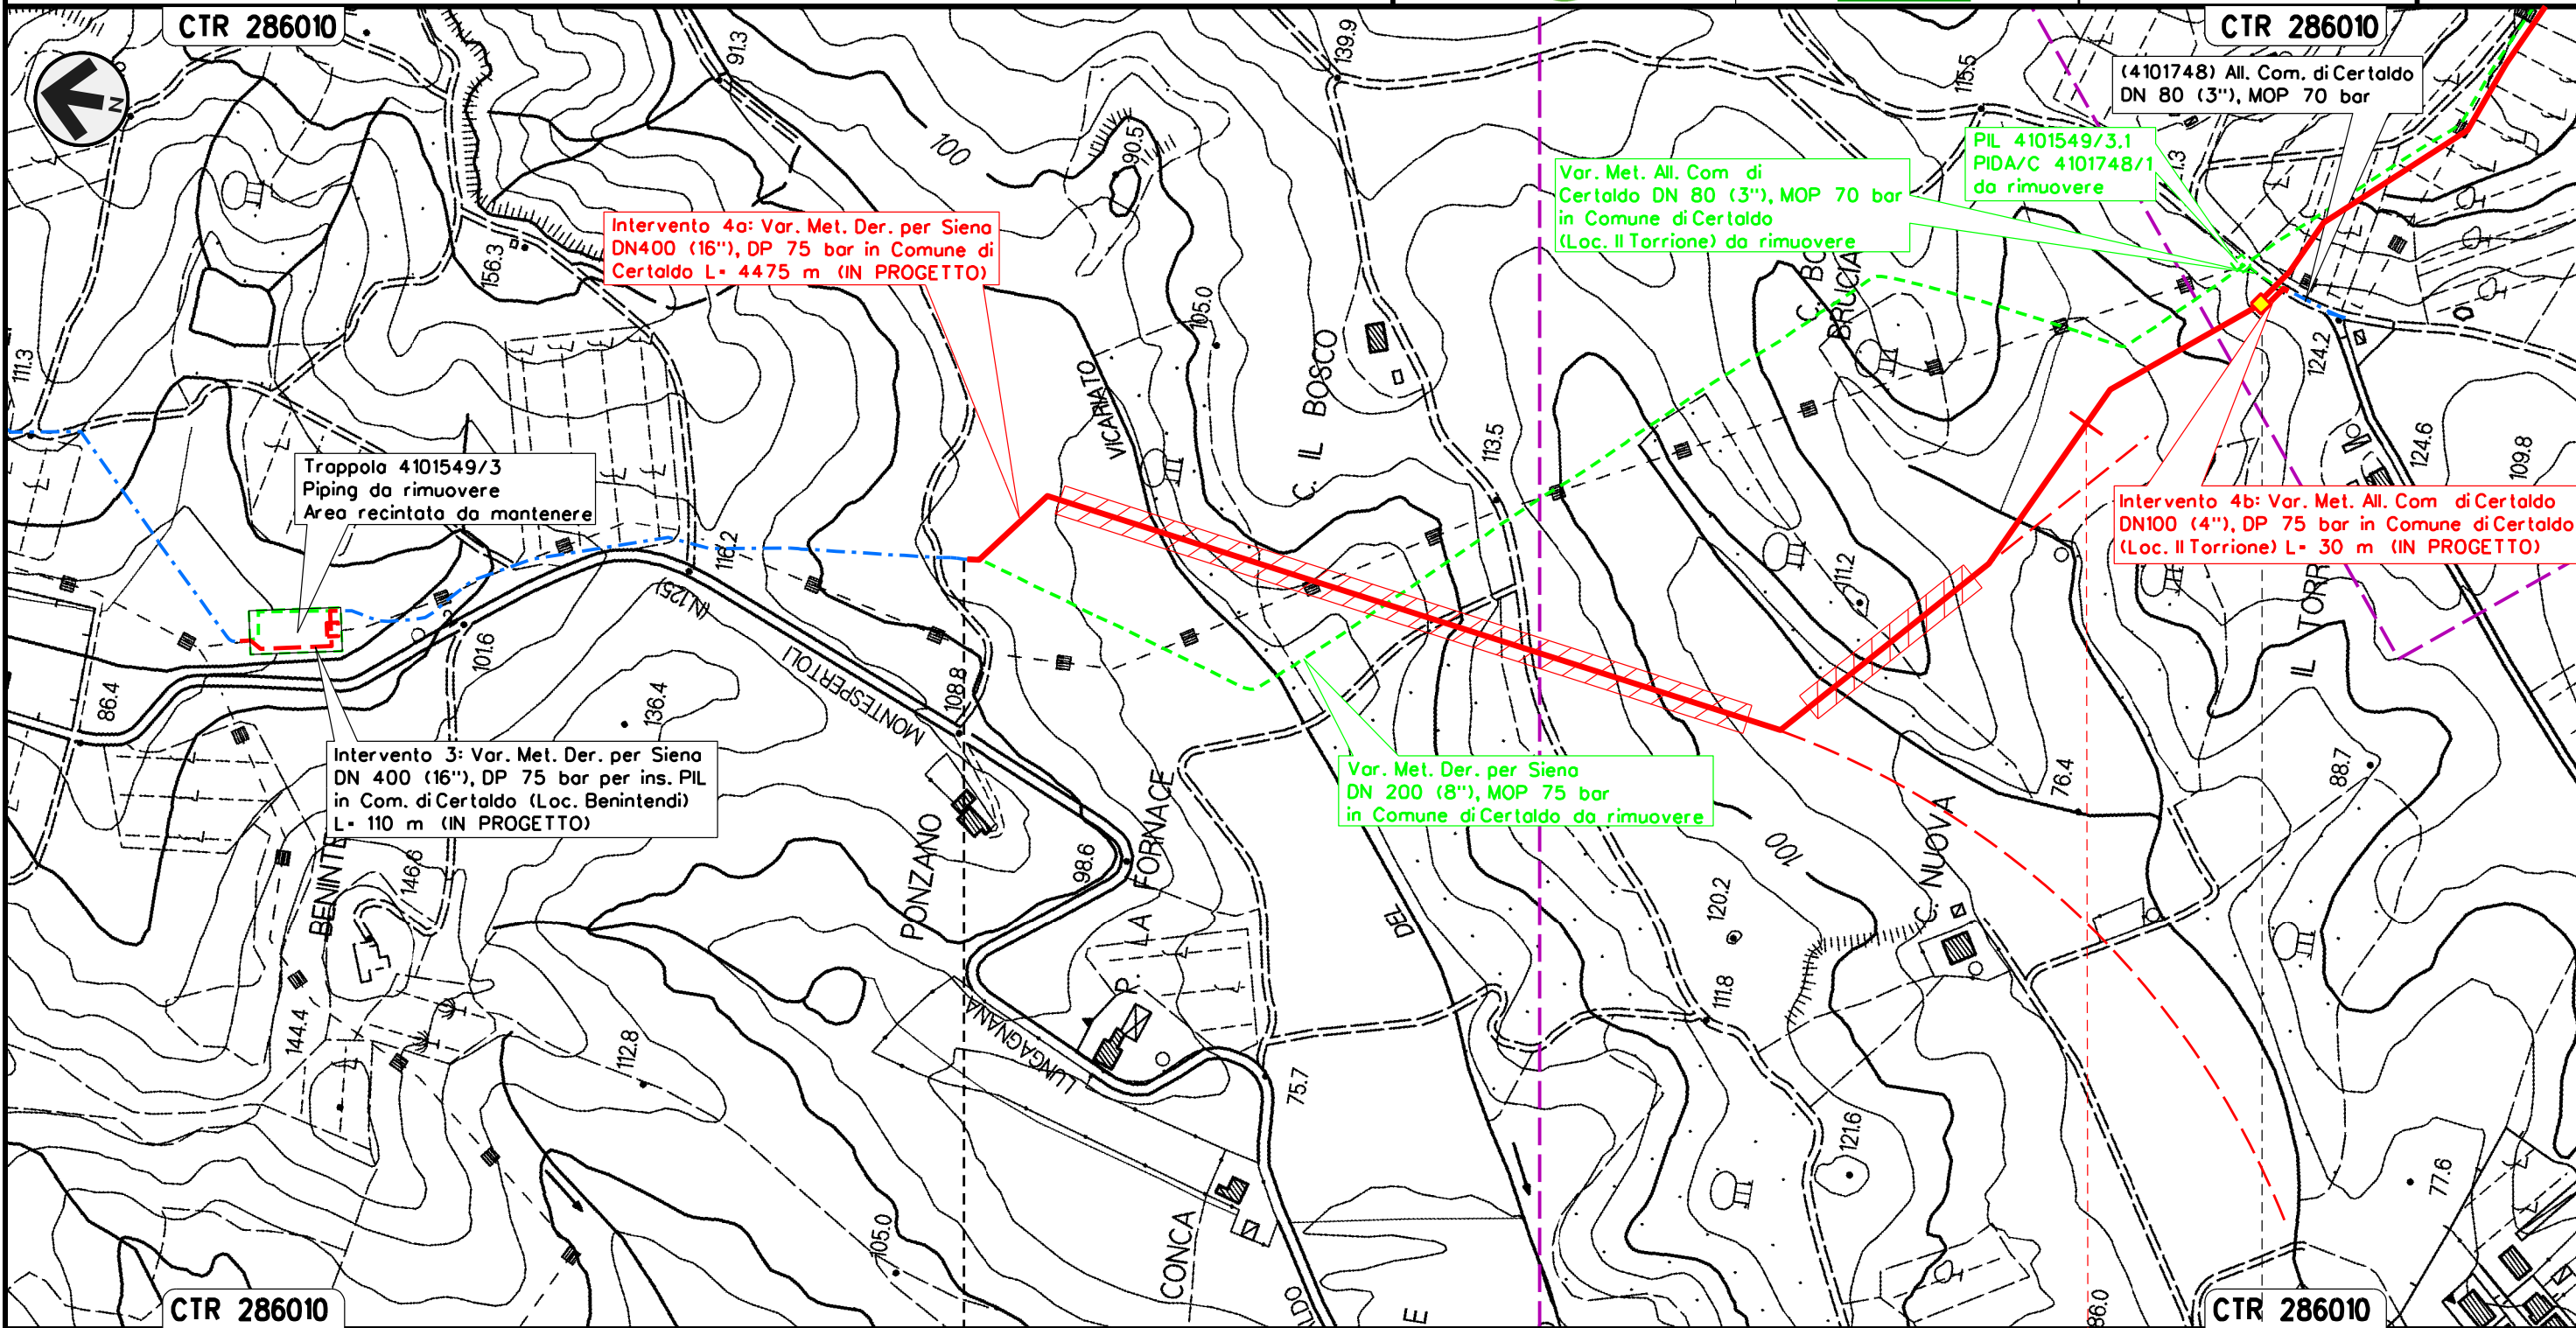 CTR 286010
CTR 286010
N
(4101748) All. Com. di Certaldo
DN 80 (3"), MOP 70 bar
PIL 4101549/3.1
PIDA/C 4101748/1
da rimuovere
Var. Met. All. Com di
Certaldo DN 80 (3"), MOP 70 bar
in Comune di Certaldo
(Loc. Il Torrione) da rimuovere
Intervento 4a: Var. Met. Der. per Siena
DN400 (16"), DP 75 bar in Comune di
Certaldo L= 4475 m (IN PROGETTO)
91.3
139.9
115.5
100
90.5
156.3
105.0
111.3
C. IL BOSCO
VICARIATO
BRUCIA
124.2
124.6
109.8
113.5
Trappola 4101549/3
Piping da rimuovere
Area recintata da mantenere
Intervento 4b: Var. Met. All. Com di Certaldo
DN100 (4"), DP 75 bar in Comune di Certaldo
(Loc. Il Torrione) L= 30 m (IN PROGETTO)
116.2
(N.125)
111.2
101.6
86.4
136.4
MONTESPERTOLI
108.8
IL TORR
Intervento 3: Var. Met. Der. per Siena
DN 400 (16"), DP 75 bar per ins. PIL
in Com. di Certaldo (Loc. Benintendi)
L= 110 m (IN PROGETTO)
Var. Met. Der. per Siena
DN 200 (8"), MOP 75 bar
in Comune di Certaldo da rimuovere
76.4
88.7
100
BENINTE
146.6
PONZANO
98.6
P. LA FORNACE
C. NUOVA
DEL
120.2
111.8
144.4
112.8
LUNGAGNANA
75.7
121.6
77.6
105.0
CONCA
LDO
E
86.0
CTR 286010
CTR 286010